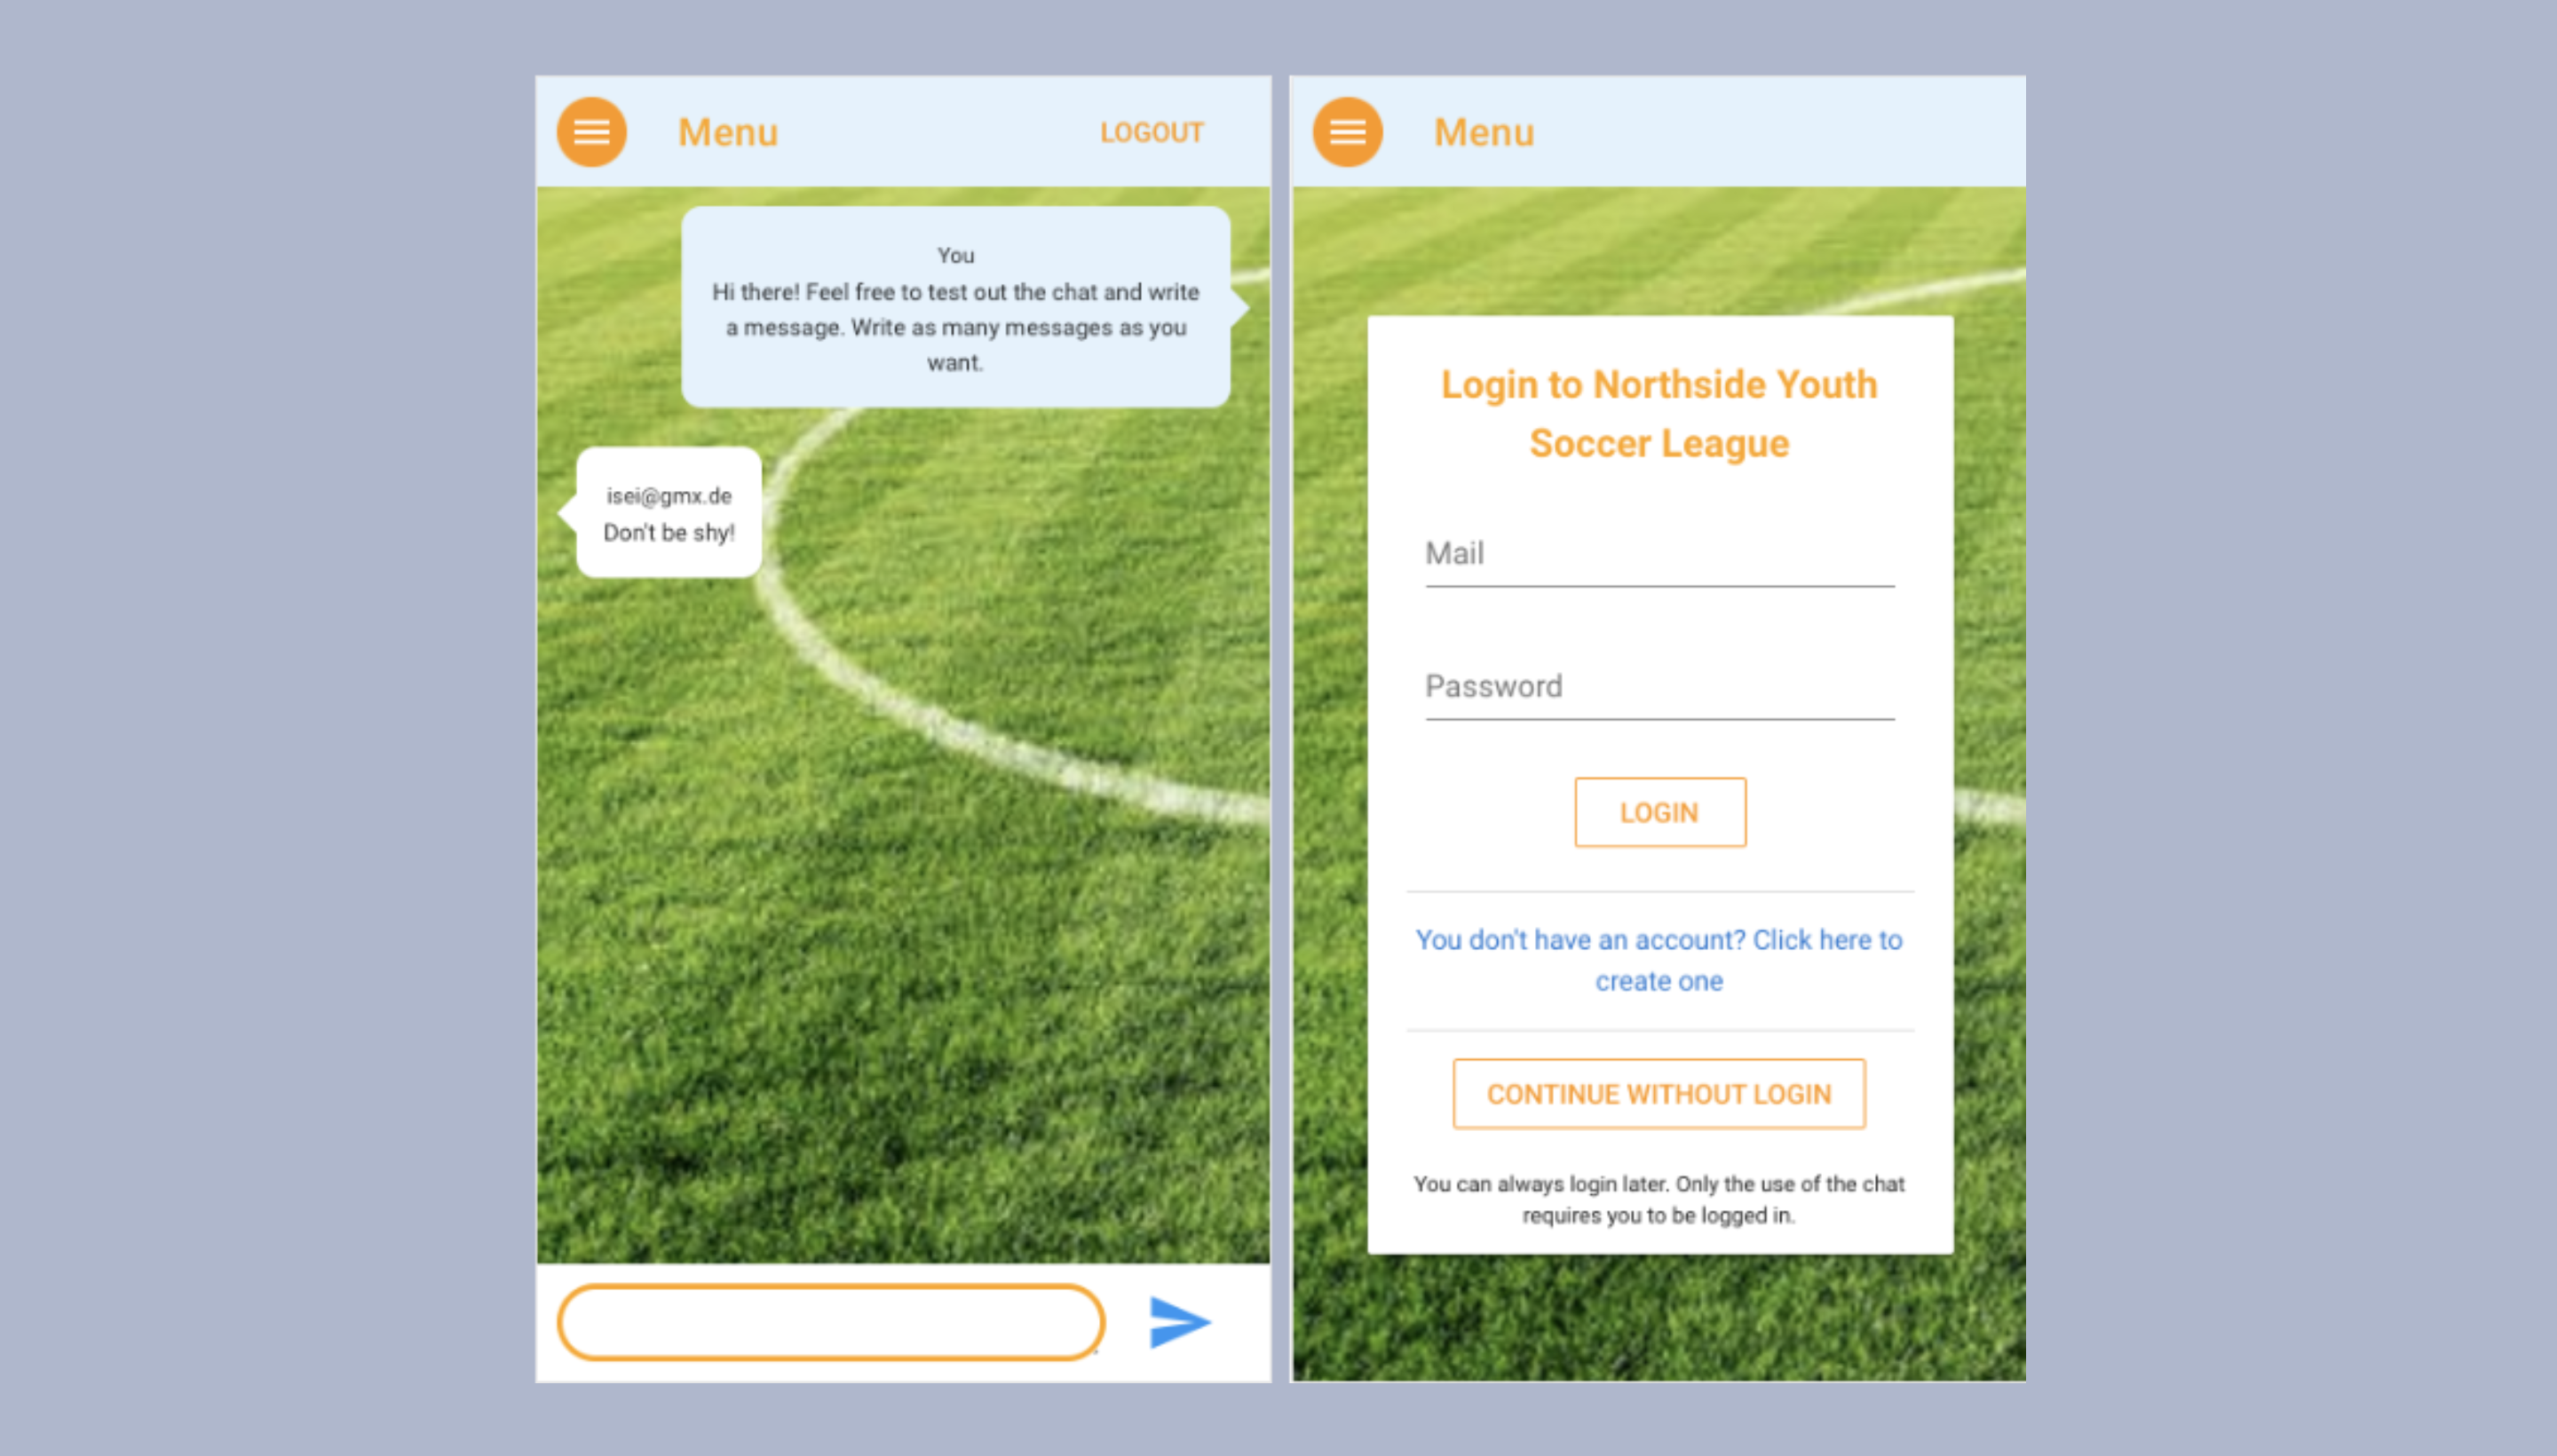 Menu
LOGOUT
You
Hi there! Feel free to test out the chat and write
a message. Write as many messages as you
want.
isei@gmx.de
Don't be shy!
Menu
Login to Northside Youth
Soccer League
Mail
Password
LOGIN
You don't have an account? Click here to
create one
CONTINUE WITHOUT LOGIN
You can always login later. Only the use of the chat
requires you to be logged in.